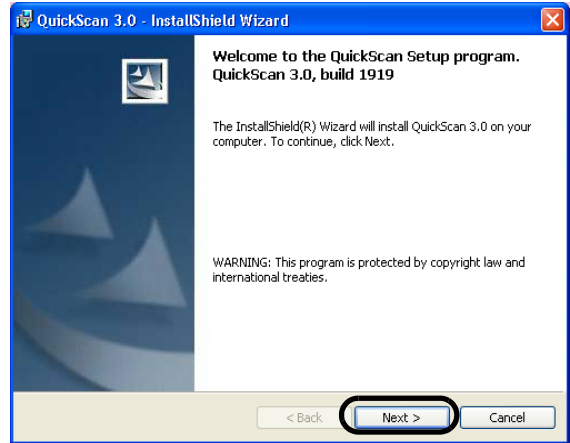 QuickScan 3.0 - InstallShield Wizard
Welcome to the QuickScan Setup program.
QuickScan 3.0, build 1919
The InstallShield(R) Wizard will install QuickScan 3.0 on your
computer. To continue, click Next.
WARNING: This program is protected by copyright law and
international treaties.
< Back
Next >
Cancel